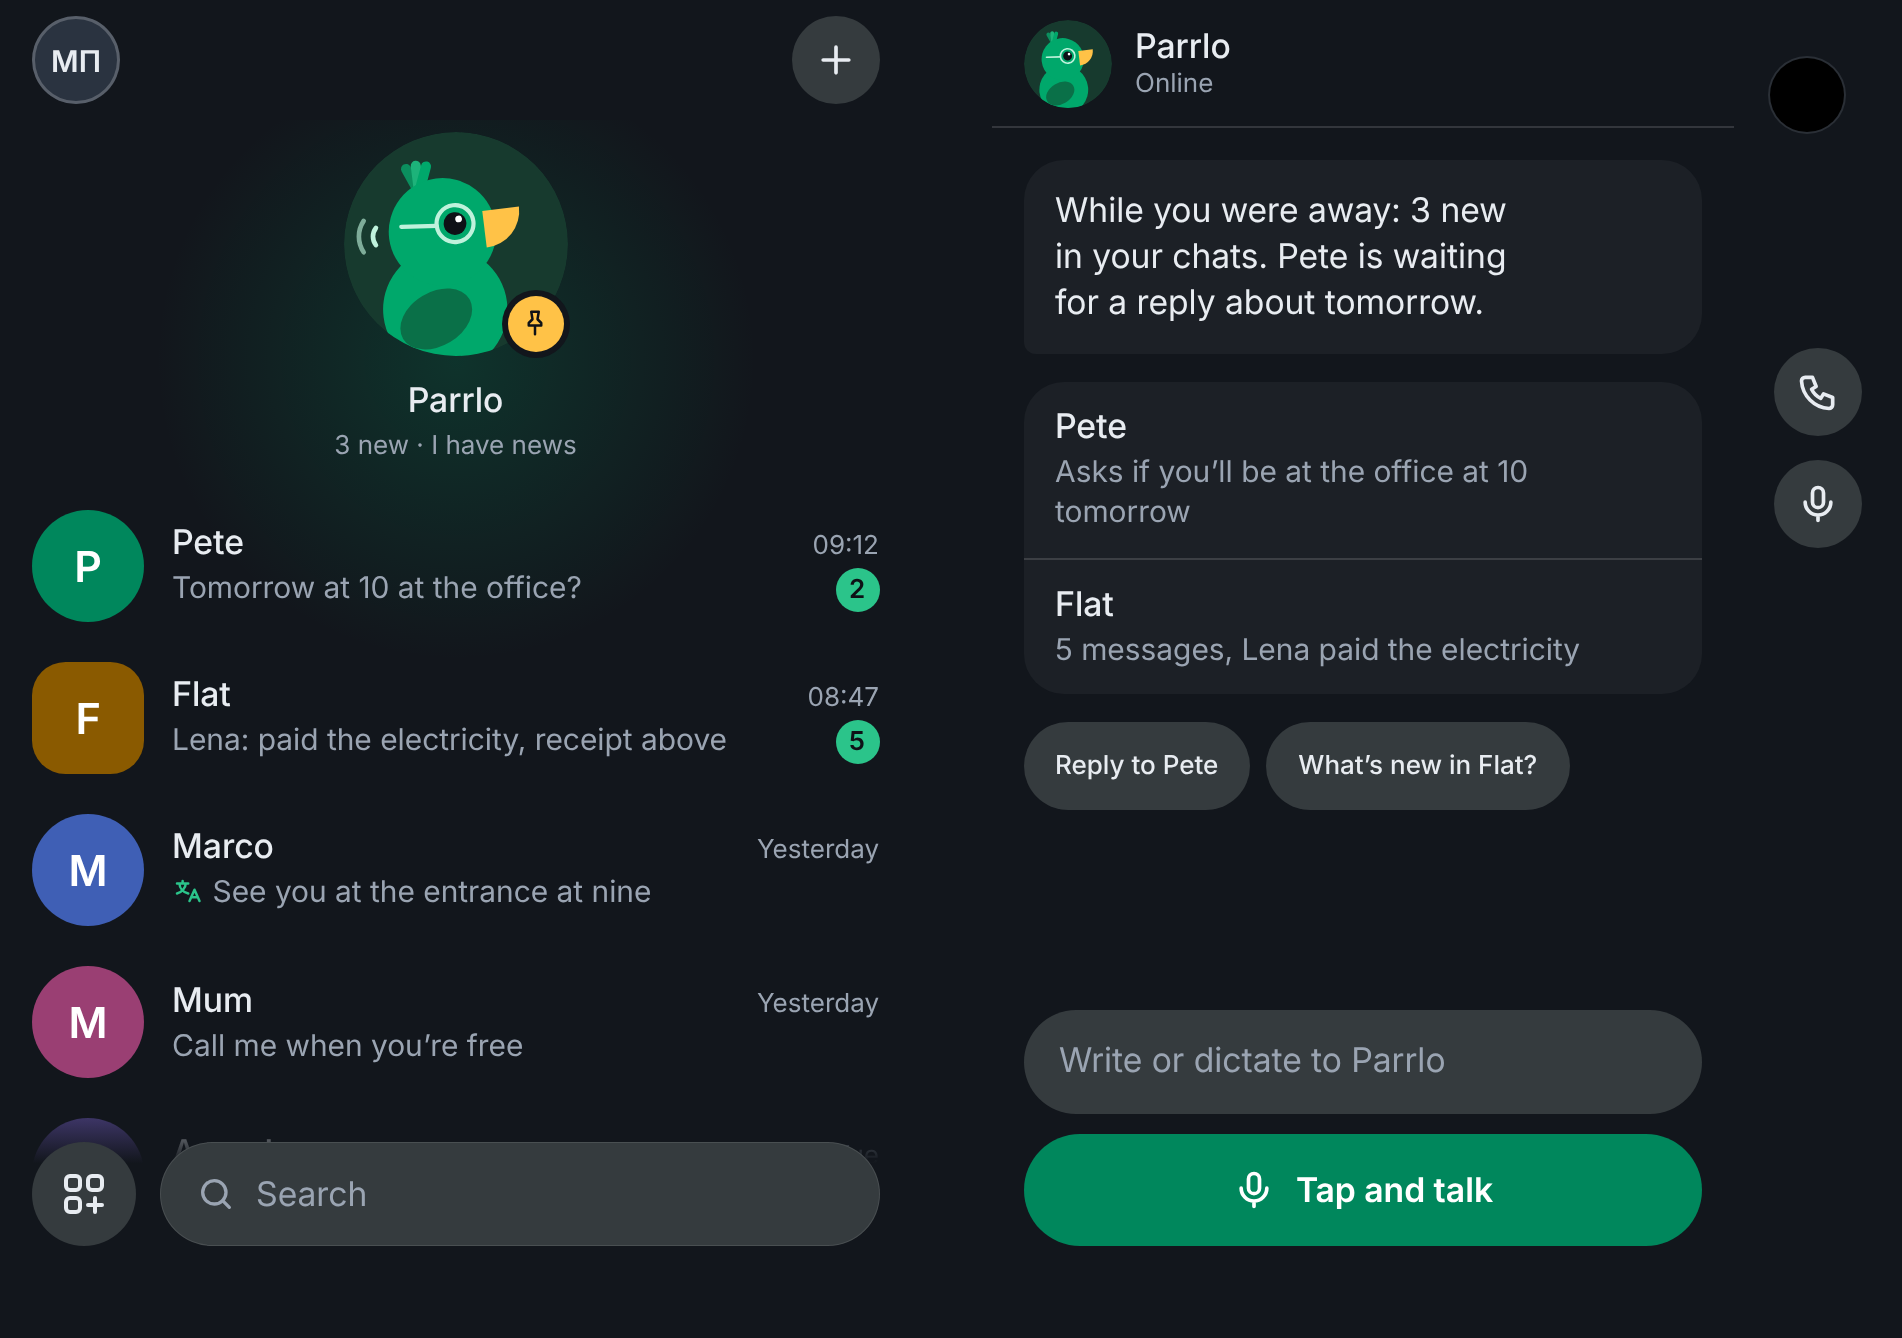 МП
Parrlo
3 new · I have news
P
Pete
09:12
Tomorrow at 10 at the office?
2
F
Flat
08:47
Lena: paid the electricity, receipt above
5
M
Marco
Yesterday
See you at the entrance at nine
M
Mum
Yesterday
Call me when you’re free
Search
Parrlo
Online
While you were away: 3 new
in your chats. Pete is waiting
for a reply about tomorrow.
Pete
Asks if you’ll be at the office at 10
tomorrow
Flat
5 messages, Lena paid the electricity
Reply to Pete
What’s new in Flat?
Write or dictate to Parrlo
Tap and talk